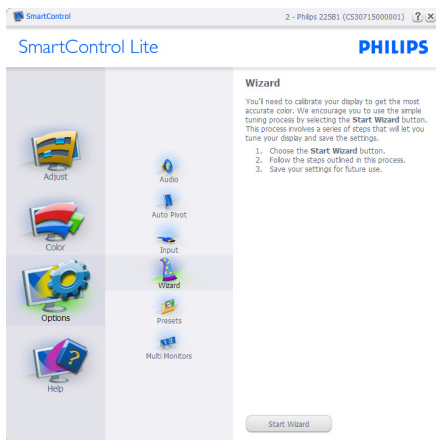 SmartControl
2 - Philips 225B1 (CS30715000001)
?
SmartControl Lite
PHILIPS
Adjust
Color
Options
Help
Audio
Auto Pivot
Input
Wizard
Presets
Multi Monitors
Wizard
You'll need to calibrate your display to get the most
accurate color. We encourage you to use the simple
tuning process by selecting the Start Wizard button.
This process involves a series of steps that will let you
tune your display and save the settings.
1. Choose the Start Wizard button.
2. Follow the steps outlined in this process.
3. Save your settings for future use.
Start Wizard